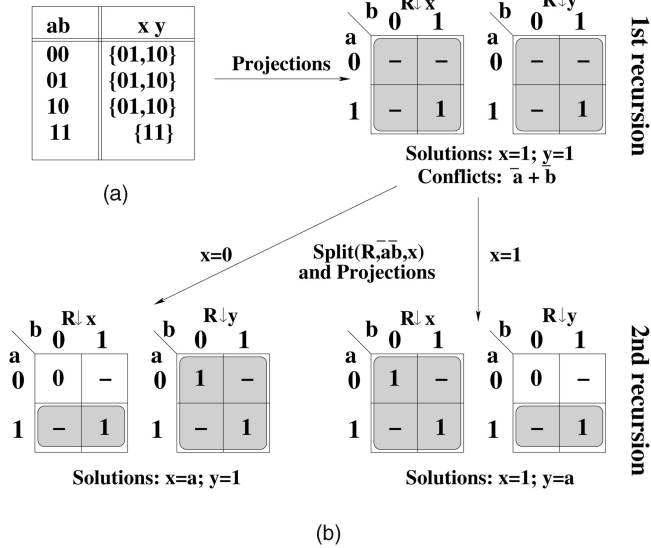 ab x y
00 {01,10}
01 {01,10}
10 {01,10}
11 {11}
(a)
Projections
b R↓x
a 0 1
0 – –
1 – 1
b R↓y
a 0 1
0 – –
1 – 1
Solutions: x=1; y=1
Conflicts: a̅ + b̅
1st recursion
x=0
Split(R,a̅b̅,x)
and Projections
x=1
b R↓x
a 0 1
0 0 –
1 – 1
b R↓y
a 0 1
0 1 –
1 – 1
Solutions: x=a; y=1
b R↓x
a 0 1
0 1 –
1 – 1
b R↓y
a 0 1
0 0 –
1 – 1
Solutions: x=1; y=a
2nd recursion
(b)